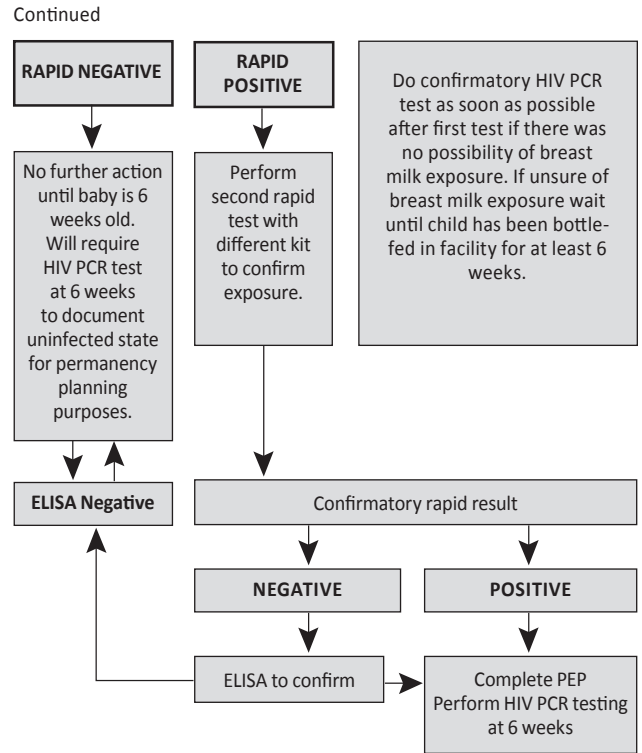 Continued
RAPID NEGATIVE
RAPID
POSITIVE
Do confirmatory HIV PCR
test as soon as possible
after first test if there was
no possibility of breast
milk exposure. If unsure of
breast milk exposure wait
until child has been bottle-
fed in facility for at least 6
weeks.
No further action
until baby is 6
weeks old.
Will require
HIV PCR test
at 6 weeks
to document
uninfected state
for permanency
planning
purposes.
Perform
second rapid
test with
different kit
to confirm
exposure.
ELISA Negative
Confirmatory rapid result
NEGATIVE
POSITIVE
ELISA to confirm
Complete PEP
Perform HIV PCR testing
at 6 weeks